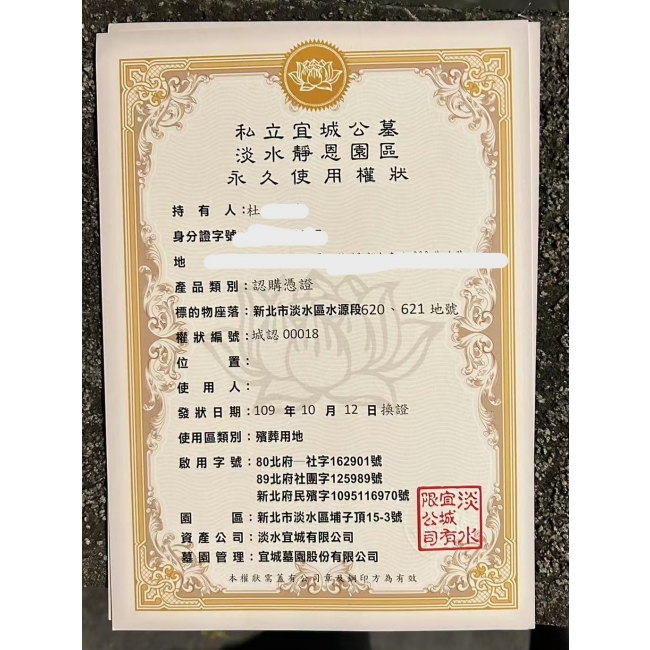 私立宜城公墓
淡水靜恩園區
永久使用權狀
持有人：杜
身分證字號
地
產品類別：認購憑證
標的物座落：新北市淡水區水源段620、621 地號
權狀編號：城認 00018
位置：
使用人：
發狀日期：109 年 10 月 12 日換證
使用區類別：殯葬用地
啟用字號：80北府一社字162901號
89北府社團字125989號
新北府民殯字1095116970號
園區：新北市淡水區埔子頂15-3號
資產公司：淡水宜城有限公司
墓園管理：宜城墓園股份有限公司
本權狀需蓋有公司章及鋼印方為有效
淡水
宜城有
限公司